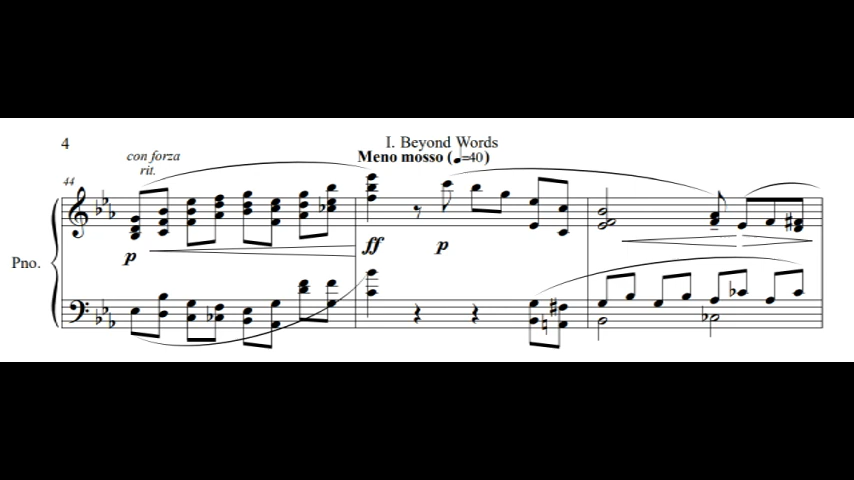 4
I. Beyond Words
con forza
Meno mosso (♩=40)
rit.
44
Pno.
p
ff
p